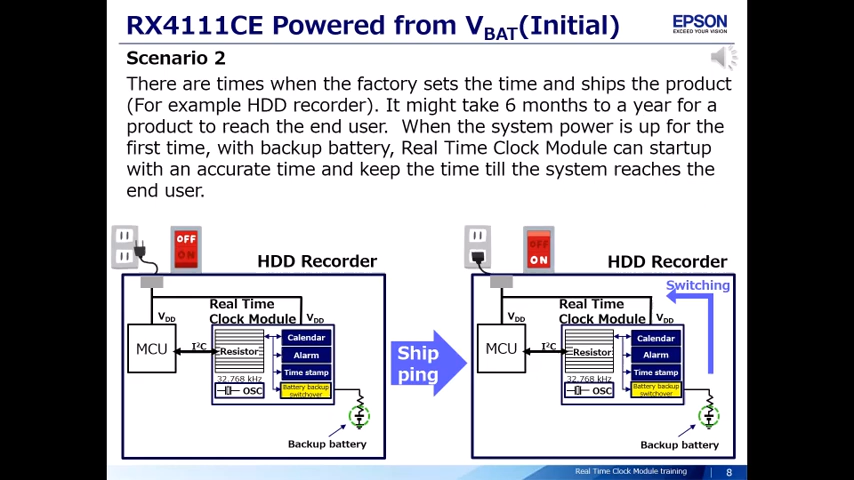 RX4111CE Powered from VBAT(Initial)
EPSON
EXCEED YOUR VISION
Scenario 2
There are times when the factory sets the time and ships the product
(For example HDD recorder). It might take 6 months to a year for a
product to reach the end user. When the system power is up for the
first time, with backup battery, Real Time Clock Module can startup
with an accurate time and keep the time till the system reaches the
end user.
OFF
ON
HDD Recorder
VDD
Real Time
Clock Module
VDD
MCU
I2C
Resistor
Calendar
Alarm
Time stamp
32.768 kHz
OSC
Battery backup
switchover
Backup battery
Ship
ping
ON
HDD Recorder
Switching
VDD
Real Time
Clock Module
VDD
MCU
I2C
Resistor
Calendar
Alarm
Time stamp
32.768 kHz
OSC
Battery backup
switchover
Backup battery
Real Time Clock Module training
8